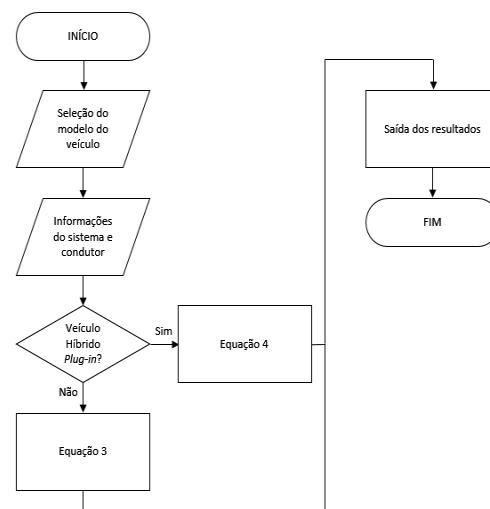 INÍCIO
Seleção do
modelo do
veículo
Informações
do sistema e
condutor
Veículo
Híbrido
Plug-in?
Sim
Equação 4
Não
Equação 3
Saída dos resultados
FIM